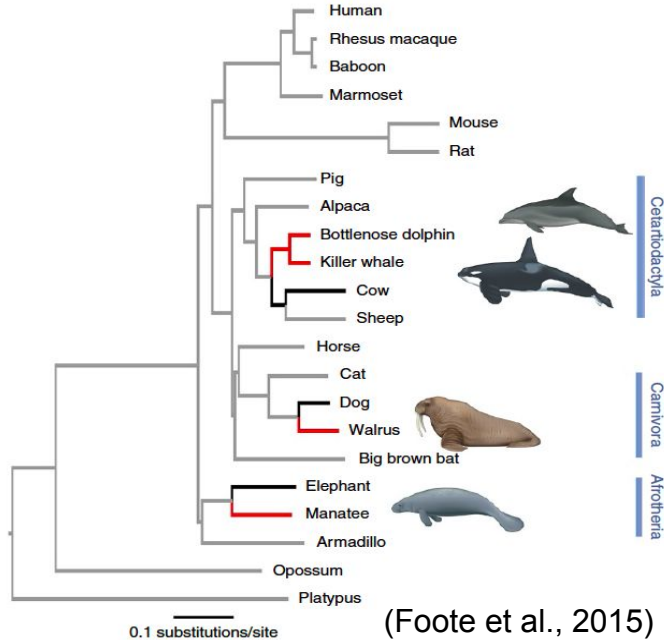 Human
Rhesus macaque
Baboon
Marmoset
Mouse
Rat
Pig
Alpaca
Bottlenose dolphin
Killer whale
Cow
Sheep
Cetartiodactyla
Horse
Cat
Dog
Walrus
Big brown bat
Carnivora
Elephant
Manatee
Armadillo
Afrotheria
Opossum
Platypus
0.1 substitutions/site
(Foote et al., 2015)